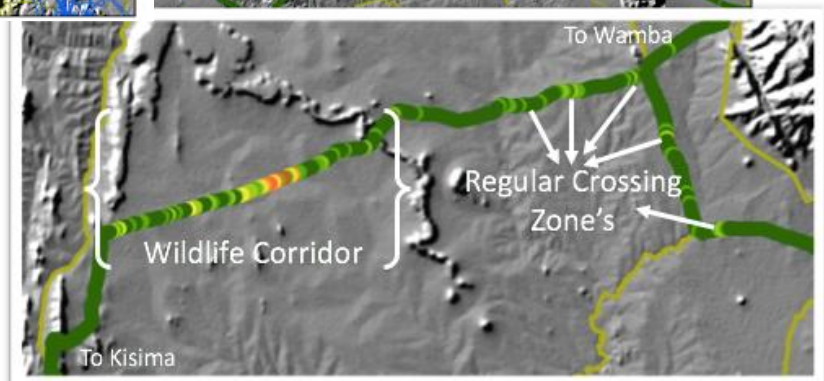 To Wamba
Regular Crossing
Zone's
Wildlife Corridor
To Kisima